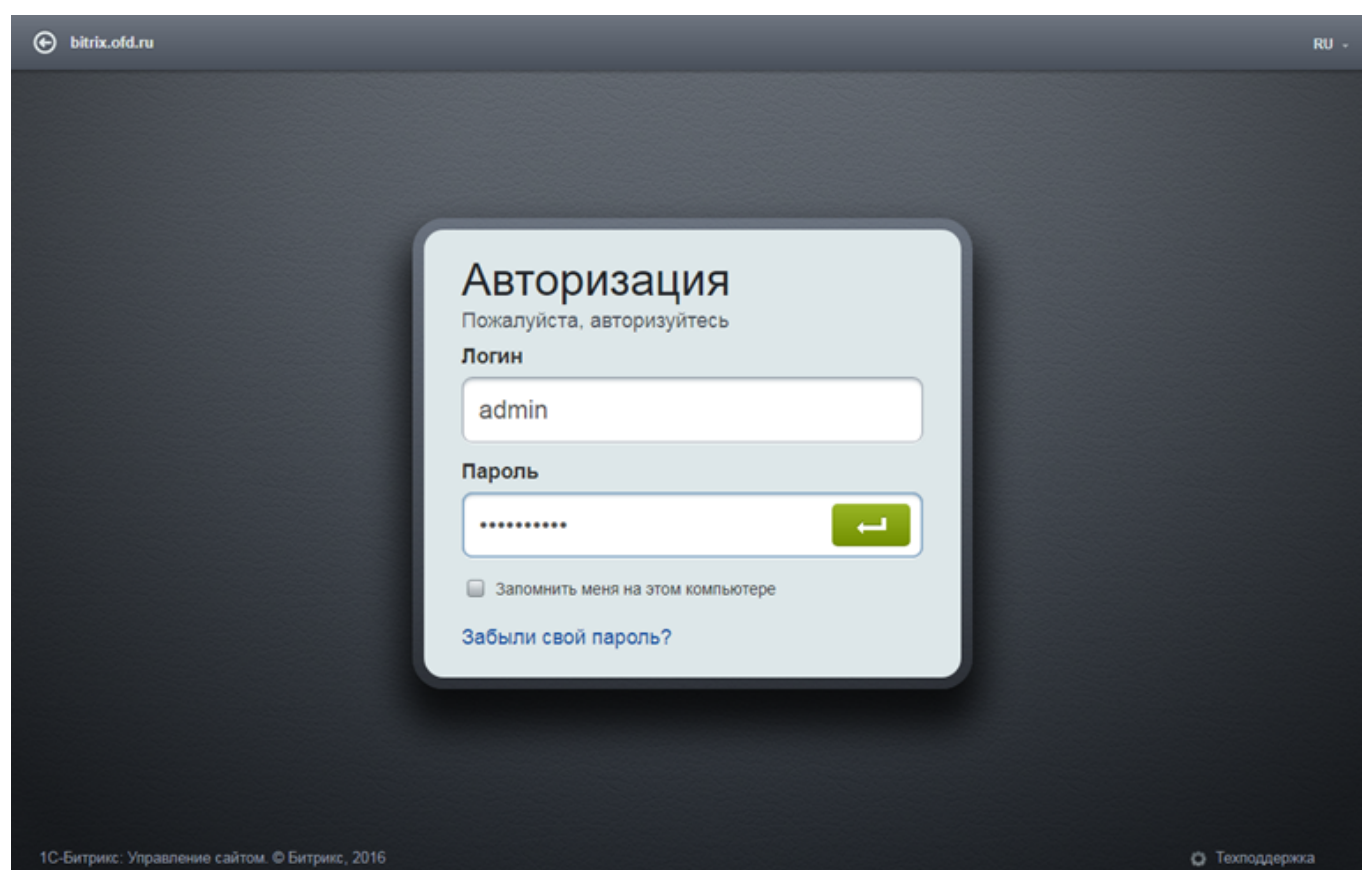 bitrix.ofd.ru
RU
Авторизация
Пожалуйста, авторизуйтесь
Логин
admin
Пароль
••••••••••
Запомнить меня на этом компьютере
Забыли свой пароль?
1С-Битрикс: Управление сайтом. © Битрикс, 2016
Техподдержка